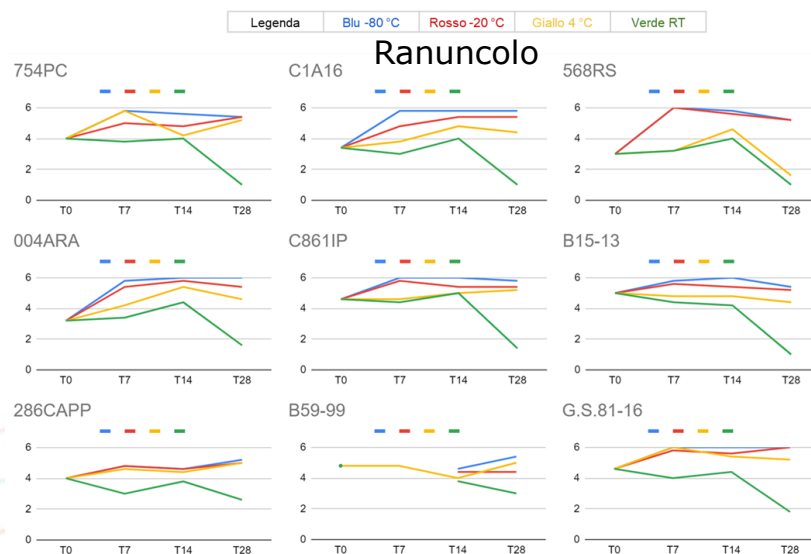 Legenda Blu -80 °C Rosso -20 °C Giallo 4 °C Verde RT
Ranuncolo
754PC
6
4
2
0
T0 T7 T14 T28
C1A16
6
4
2
0
T0 T7 T14 T28
568RS
6
4
2
0
T0 T7 T14 T28
004ARA
6
4
2
0
T0 T7 T14 T28
C861IP
6
4
2
0
T0 T7 T14 T28
B15-13
6
4
2
0
T0 T7 T14 T28
286CAPP
6
4
2
0
T0 T7 T14 T28
B59-99
6
4
2
0
T0 T7 T14 T28
G.S.81-16
6
4
2
0
T0 T7 T14 T28